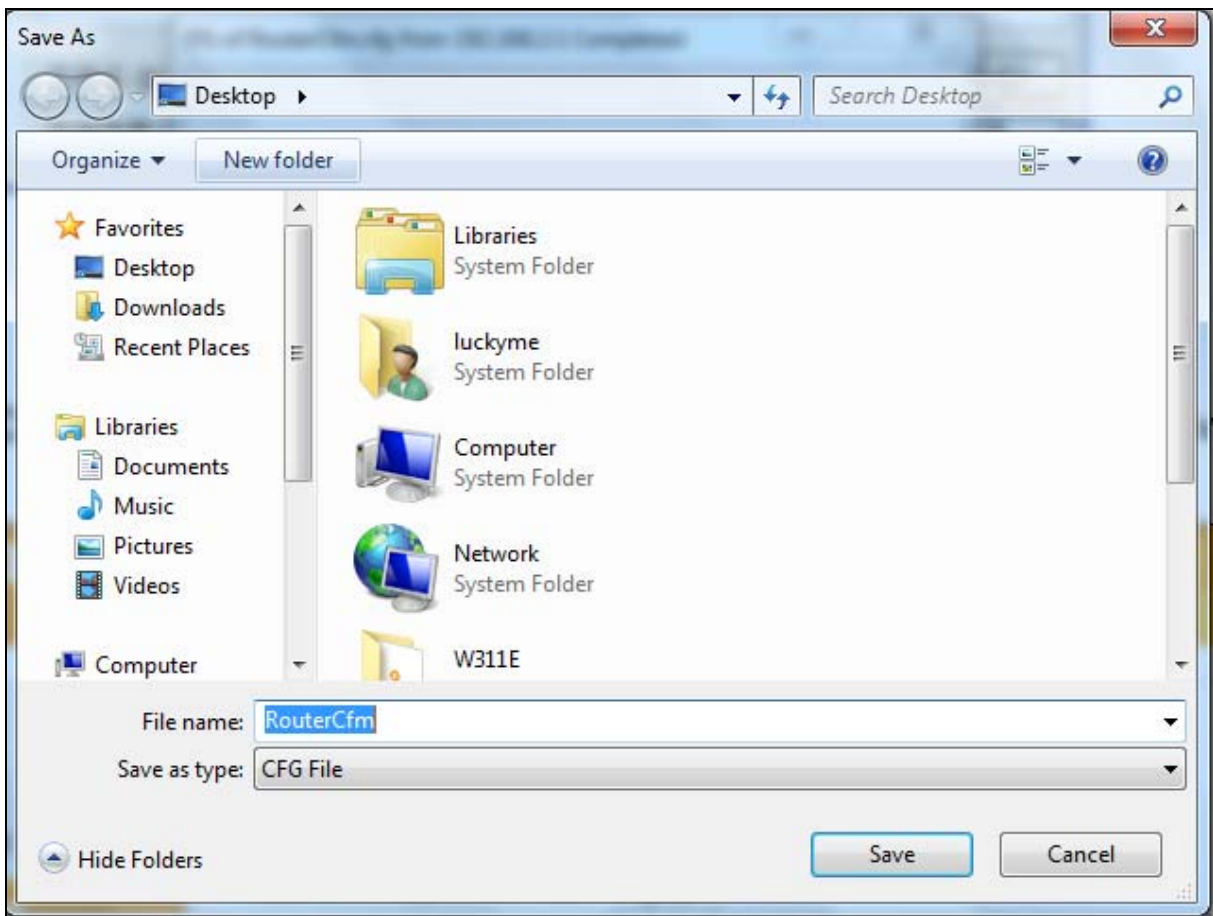 Save As
Desktop
Search Desktop
Organize
New folder
Favorites
Desktop
Downloads
Recent Places
Libraries
Documents
Music
Pictures
Videos
Computer
Libraries
System Folder
luckyme
System Folder
Computer
System Folder
Network
System Folder
W311E
File name: RouterCfm
Save as type: CFG File
Hide Folders
Save
Cancel